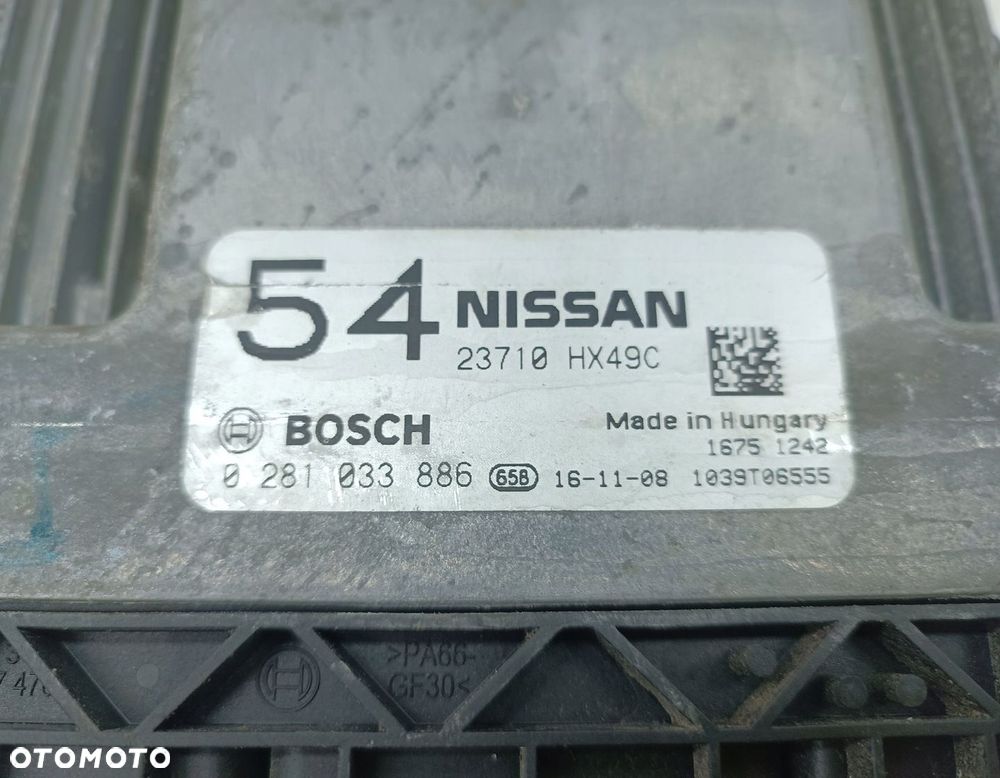 54 NISSAN
23710 HX49C
BOSCH
Made in Hungary
1675 1242
0 281 033 886 65B 16-11-08 1039T06555
>PA66-
GF30<
OTOMOTO